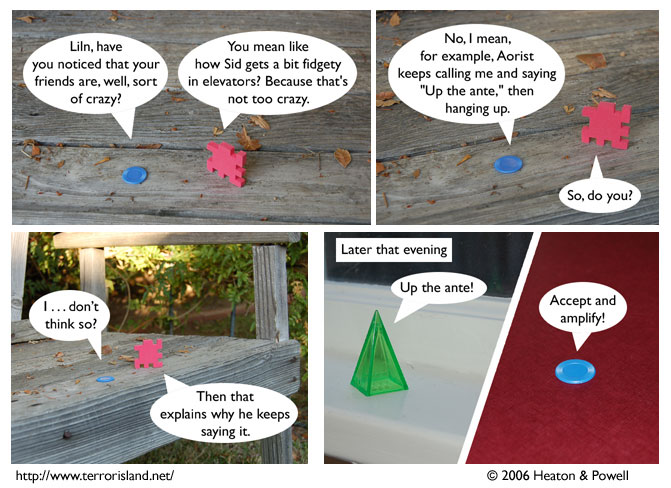 Liln, have
you noticed that your
friends are, well, sort
of crazy?
You mean like
how Sid gets a bit fidgety
in elevators? Because that's
not too crazy.
No, I mean,
for example, Aorist
keeps calling me and saying
"Up the ante," then
hanging up.
So, do you?
I . . . don't
think so?
Then that
explains why he keeps
saying it.
Later that evening
Up the ante!
Accept and
amplify!
http://www.terrorisland.net/
© 2006 Heaton & Powell